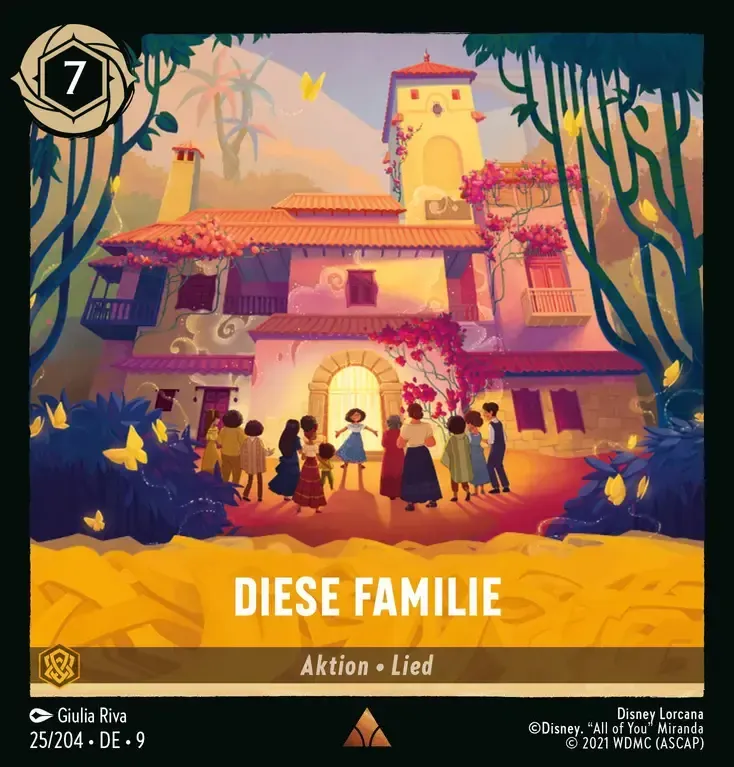 7
DIESE FAMILIE
Aktion • Lied
Giulia Riva
25/204 • DE • 9
Disney Lorcana
©Disney. “All of You” Miranda
© 2021 WDMC (ASCAP)